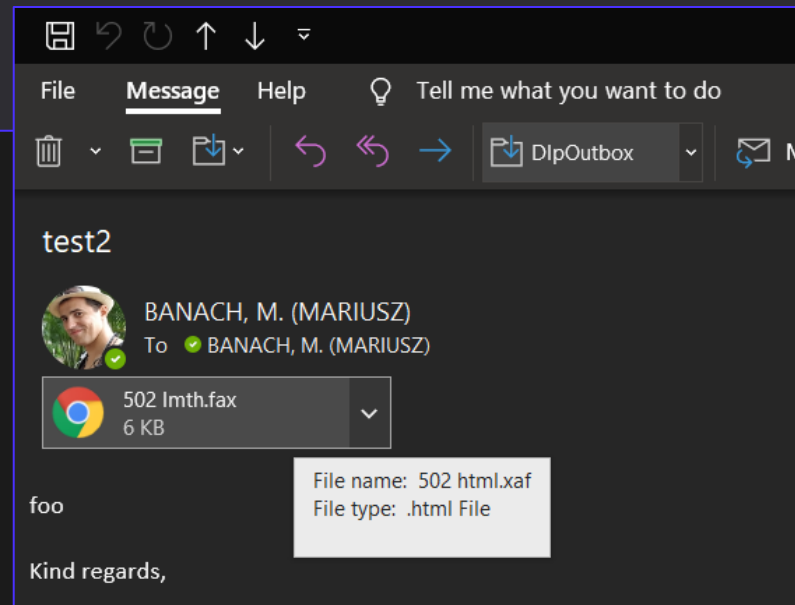 File Message Help Tell me what you want to do
DlpOutbox
test2
BANACH, M. (MARIUSZ)
To BANACH, M. (MARIUSZ)
502 lmth.fax
6 KB
File name: 502 html.xaf
File type: .html File
foo
Kind regards,